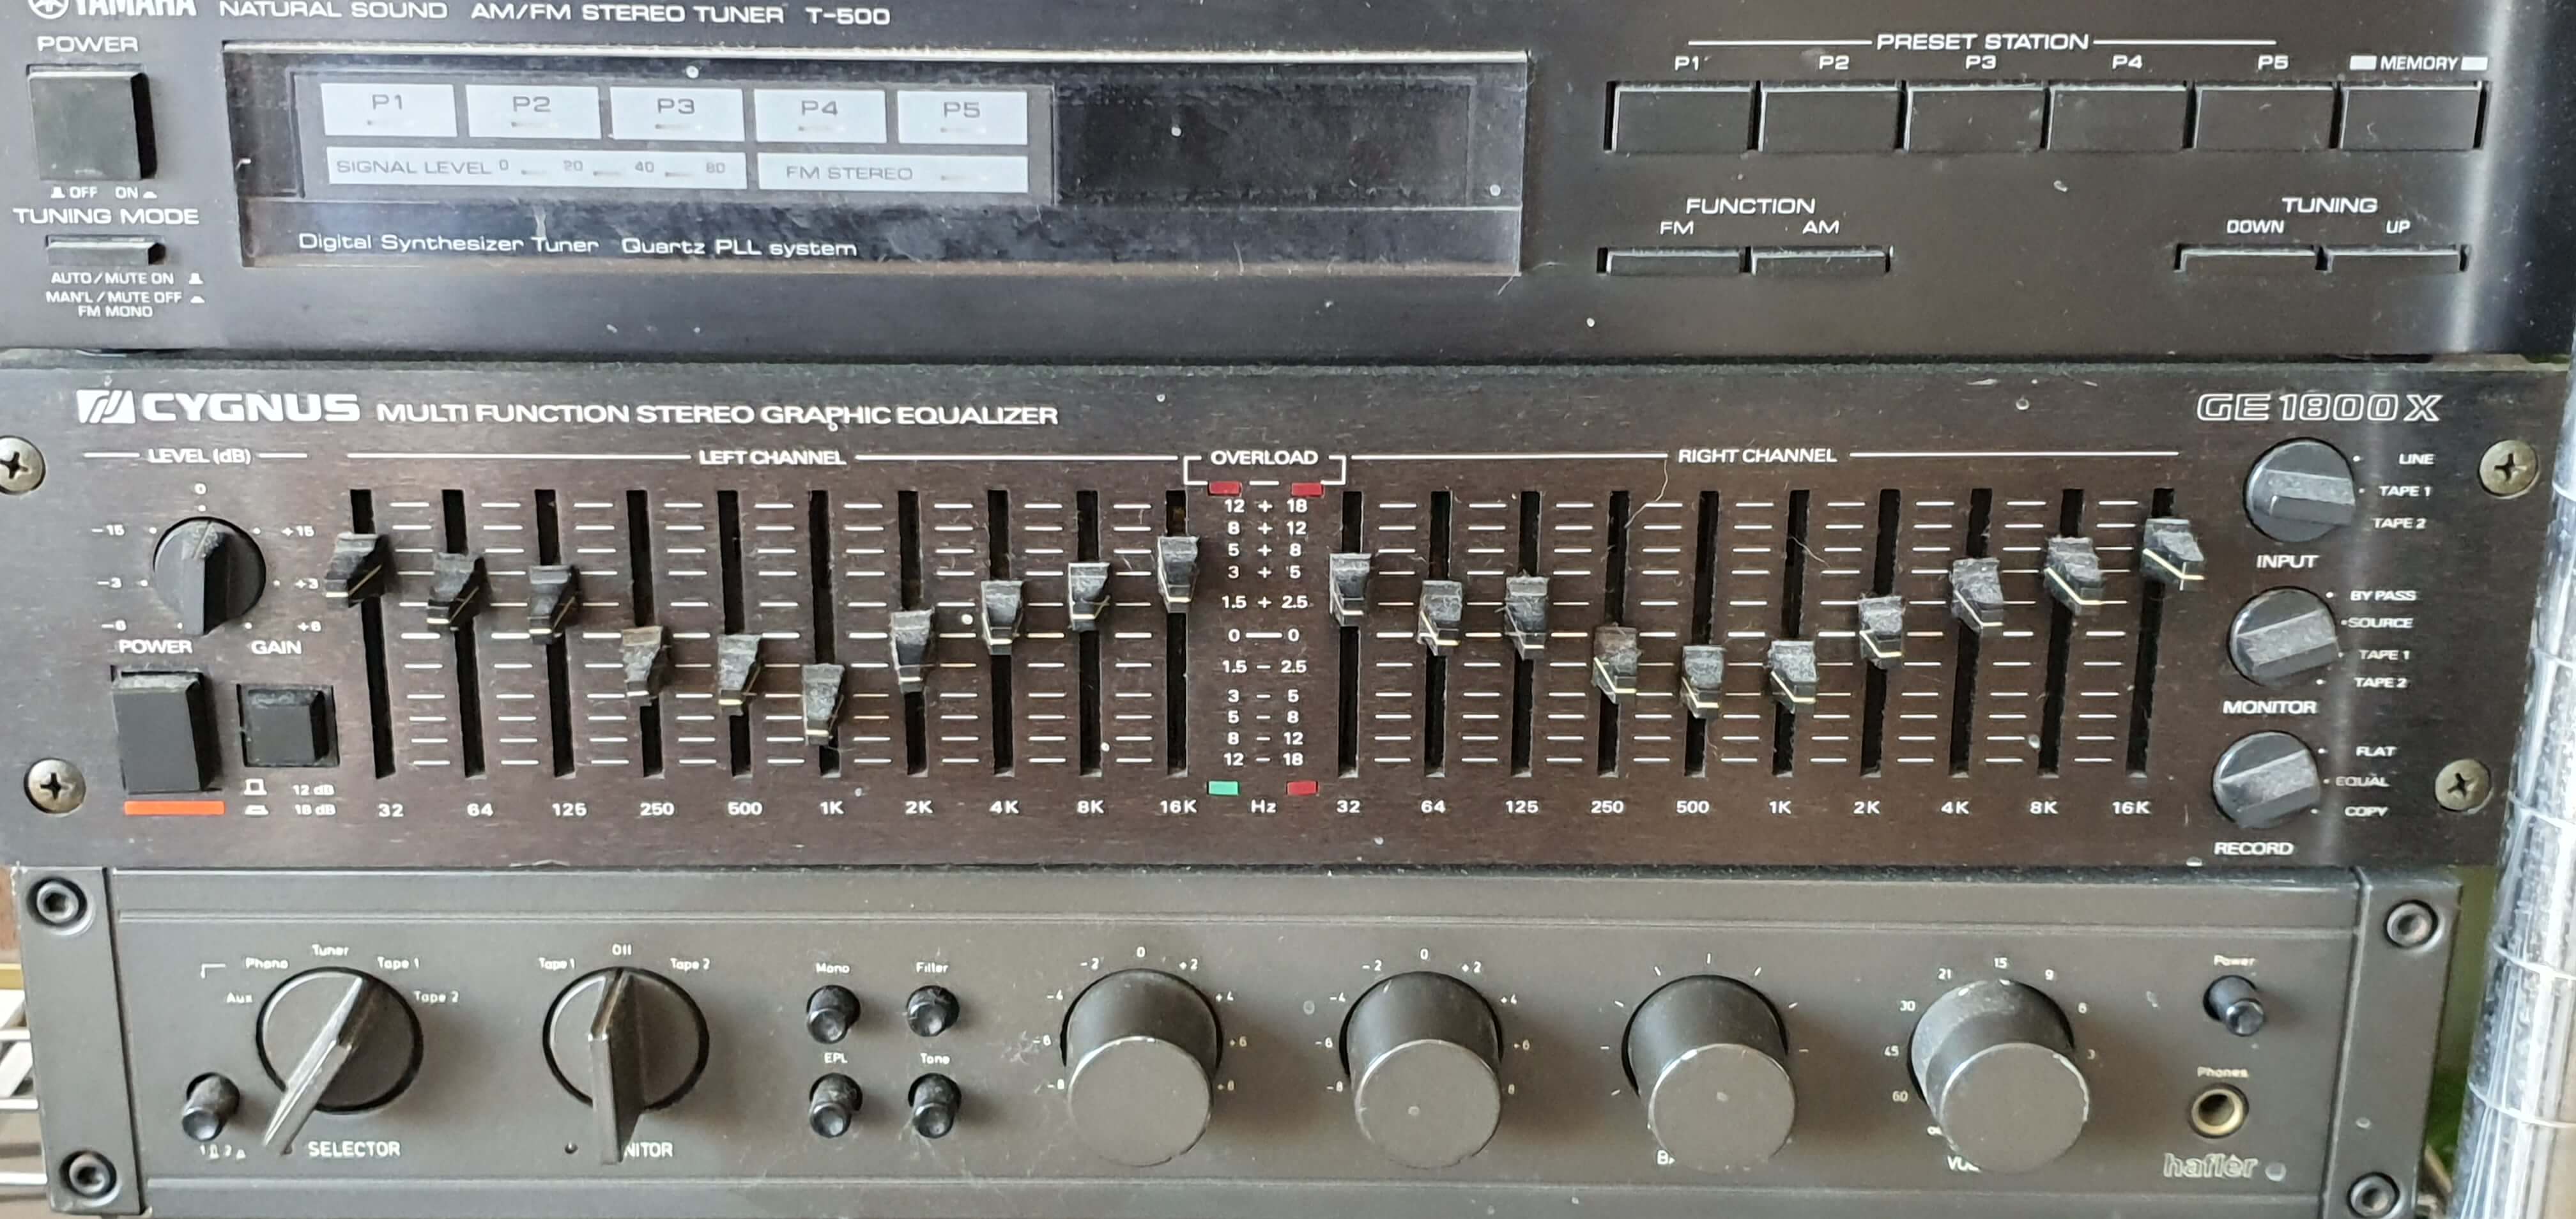 YAMAHA NATURAL SOUND AM/FM STEREO TUNER T-500
POWER
OFF ON
TUNING MODE
AUTO/MUTE ON
MAN'L/MUTE OFF
FM MONO
P1 P2 P3 P4 P5
SIGNAL LEVEL 0 20 40 80 FM STEREO
Digital Synthesizer Tuner Quartz PLL system
PRESET STATION
P1 P2 P3 P4 P5 MEMORY
FUNCTION
FM AM
TUNING
DOWN UP
CYGNUS MULTI FUNCTION STEREO GRAPHIC EQUALIZER GE1800X
LEVEL (dB) LEFT CHANNEL OVERLOAD RIGHT CHANNEL
0
-15 +15
-3 +3
-6 +6
POWER GAIN
12 dB
18 dB
12 + 18
8 + 12
5 + 8
3 + 5
1.5 + 2.5
0 — 0
1.5 - 2.5
3 - 5
5 - 8
8 - 12
12 - 18
32 64 125 250 500 1K 2K 4K 8K 16K Hz 32 64 125 250 500 1K 2K 4K 8K 16K
LINE
TAPE 1
TAPE 2
INPUT
BY PASS
SOURCE
TAPE 1
TAPE 2
MONITOR
FLAT
EQUAL
COPY
RECORD
Aux Phono Tuner Tape 1 Tape 2
SELECTOR
Tape 1 Off Tape 2
NITOR
Mono Filter
EPL Tone
-8 -6 -4 -2 0 +2 +4 +6 +8
-8 -6 -4 -2 0 +2 +4 +6 8
60 45 30 21 15 9 6 3
Power
Phones
hafler